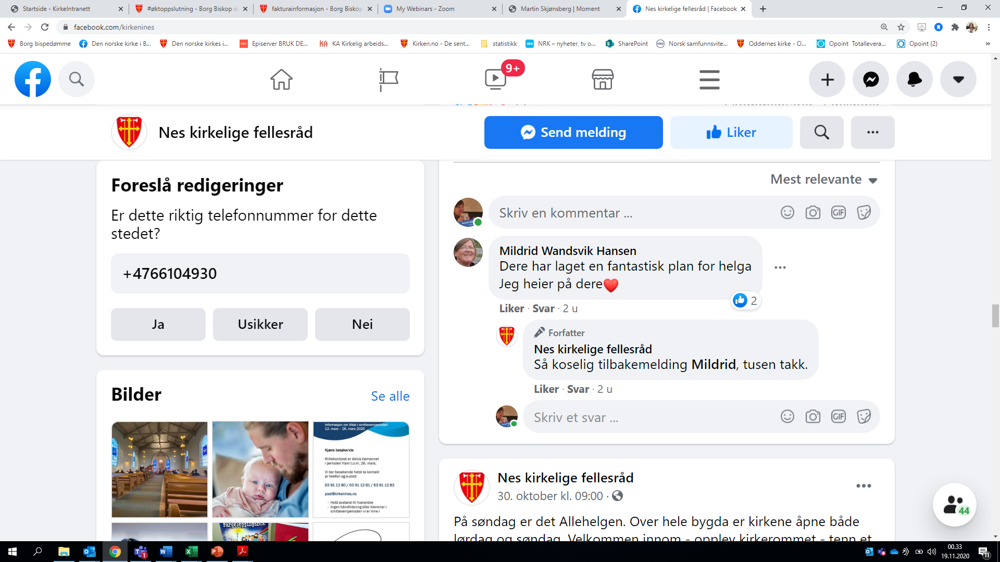 Startside - KirkeIntranett
#øktoppslutning - Borg Biskop o
fakturainformasjon - Borg Biskop
My Webinars - Zoom
Martin Skjønsberg | Moment
Nes kirkelige fellesråd | Facebook
facebook.com/kirkenines
Borg bispedømme
Den norske kirke i B...
Den norske kirkes i...
Episerver BRUK DE...
KA Kirkelig arbeids...
Kirken.no - De sent...
statistikk
NRK – nyheter, tv o...
SharePoint
Norsk samfunnsvite...
Oddernes kirke - O...
Opoint Totallevera...
Opoint (2)
»
9+
Nes kirkelige fellesråd
Send melding
Liker
Foreslå redigeringer
Er dette riktig telefonnummer for dette
stedet?
+4766104930
Ja
Usikker
Nei
Bilder
Se alle
Informasjon om tiltak i smittevernperioden
12. mars - 26. mars 2020
Kjære besøkende
Kirkekontoret er delvis bemannet
i perioden fram t.o.m. 26. mars.
Vi ber besøkende helst ta kontakt
pr telefon og e-post:
63 91 12 80 / 63 91 12 81 / 63 91 12 82
post@kirkenines.no
- Hold avstand til hverandre
- Ingen håndhilsning eller klemmer i
smittevernperioden vi er inne i
Fargeleggingsbok
Mest relevante
Skriv en kommentar ...
GIF
Mildrid Wandsvik Hansen
Dere har laget en fantastisk plan for helga
Jeg heier på dere❤️
2
Liker · Svar · 2 u
Forfatter
Nes kirkelige fellesråd
Så koselig tilbakemelding Mildrid, tusen takk.
Liker · Svar · 2 u
Skriv et svar ...
GIF
Nes kirkelige fellesråd
30. oktober kl. 09:00 ·
På søndag er det Allehelgen. Over hele bygda er kirkene åpne både
lørdag og søndag. Velkommen innom - opplev kirkerommet - tenn et
44
1
00.33
19.11.2020
11